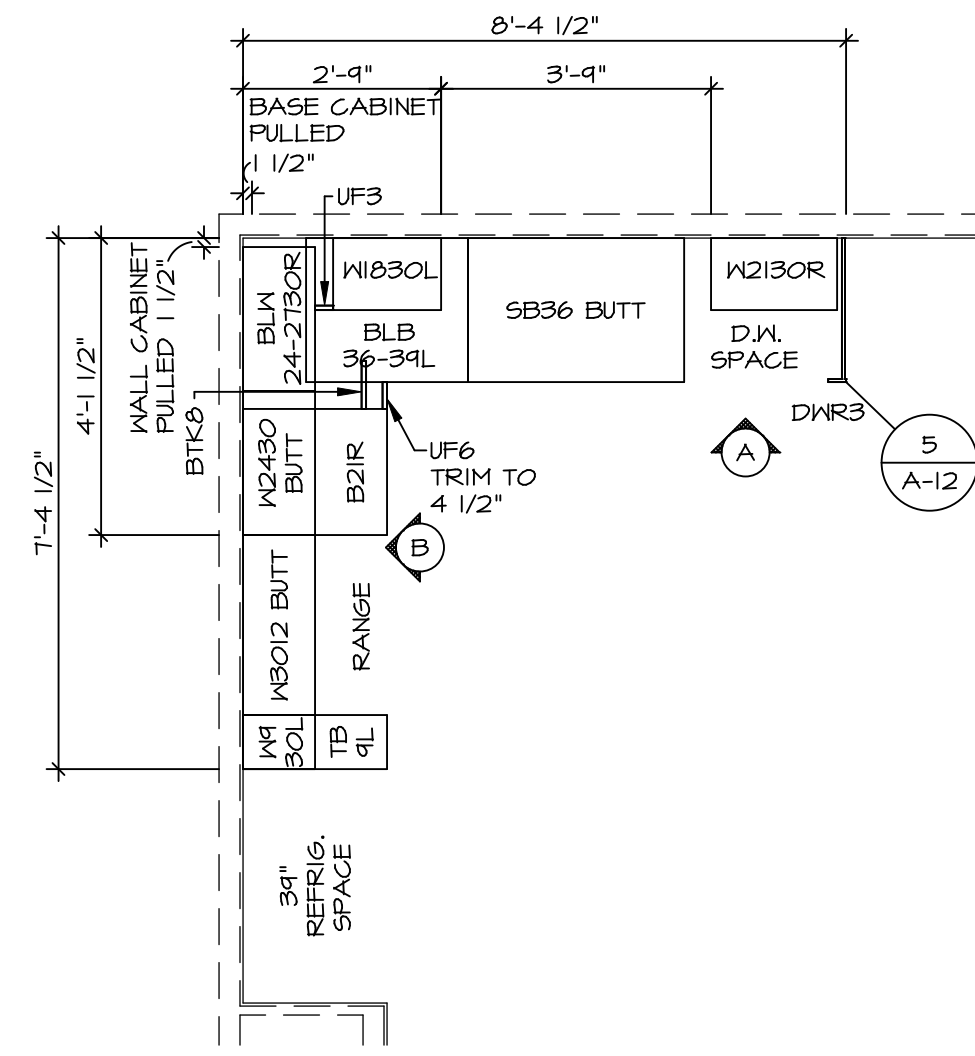 8'-4 1/2"
2'-9"
3'-9"
BASE CABINET
PULLED
1 1/2"
UF3
WALL CABINET
PULLED 1 1/2"
4'-1 1/2"
7'-4 1/2"
BLW
24-2730R
W1830L
BLB
36-39L
SB36 BUTT
W2130R
D.W.
SPACE
DWR3
5
A-12
A
BTK8
W2430
BUTT
B21R
UF6
TRIM TO
4 1/2"
B
W3012 BUTT
RANGE
W9
30L
TB
9L
39"
REFRIG.
SPACE